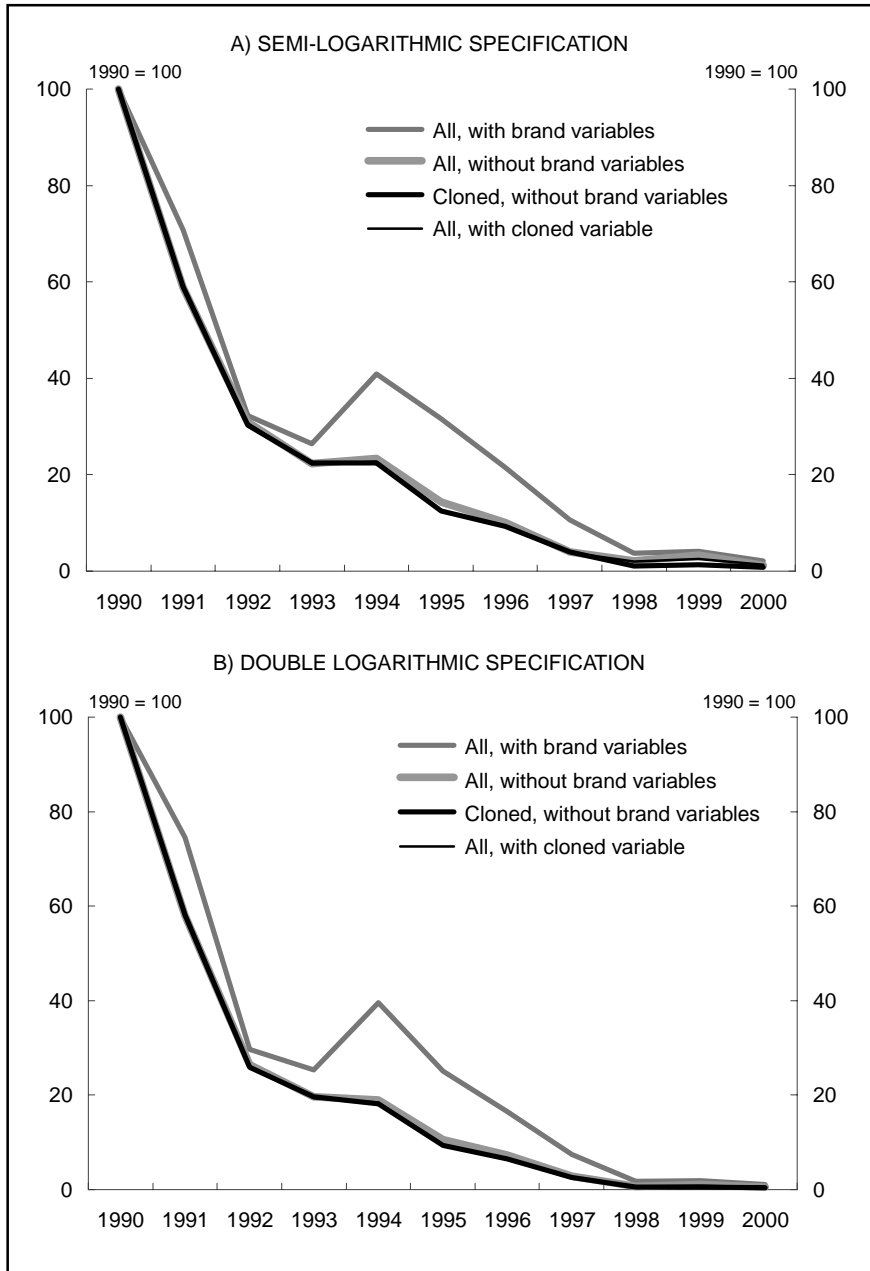 A) SEMI-LOGARITHMIC SPECIFICATION
1990 = 100 1990 = 100
100 100
All, with brand variables
All, without brand variables
80 80
Cloned, without brand variables
All, with cloned variable
60 60
40 40
20 20
0 0
1990 1991 1992 1993 1994 1995 1996 1997 1998 1999 2000
B) DOUBLE LOGARITHMIC SPECIFICATION
1990 = 100 1990 = 100
100 100
All, with brand variables
All, without brand variables
80 80
Cloned, without brand variables
All, with cloned variable
60 60
40 40
20 20
0 0
1990 1991 1992 1993 1994 1995 1996 1997 1998 1999 2000